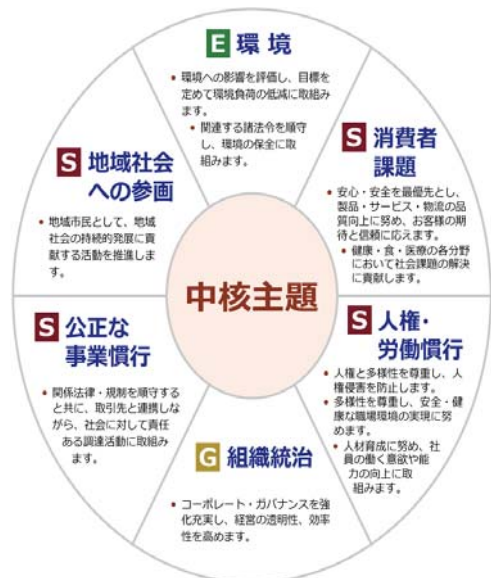 E 環境
• 環境への影響を評価し、目標を
定めて環境負荷の低減に取組み
ます。
• 関連する諸法令を順守
し、環境の保全に取
組みます。
S 消費者
課題
• 安心・安全を最優先とし、
製品・サービス・物流の品
質向上に努め、お客様の期
待と信頼に応えます。
• 健康・食・医療の各分野
において社会課題の解決
に貢献します。
S 人権・
労働慣行
• 人権と多様性を尊重し、人
権侵害を防止します。
• 多様性を尊重し、安全・健
康な職場環境の実現に努
めます。
• 人材育成に努め、社
員の働く意欲や能
力の向上に取
組みます。
G 組織統治
• コーポレート・ガバナンスを強
化充実し、経営の透明性、効率
性を高めます。
S 公正な
事業慣行
• 関係法律・規制を順守する
と共に、取引先と連携しな
がら、社会に対して責任
ある調達活動に取組み
ます。
S 地域社会
への参画
• 地域市民として、地域
社会の持続的発展に貢
献する活動を推進しま
す。
中核主題